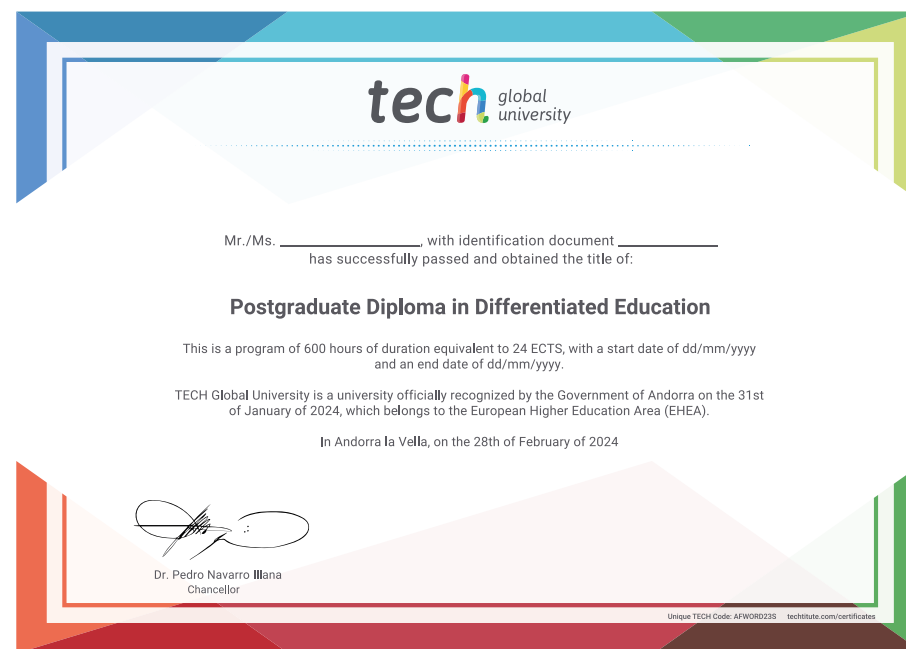 tech global
university
Mr./Ms. ____________, with identification document ____________
has successfully passed and obtained the title of:
Postgraduate Diploma in Differentiated Education
This is a program of 600 hours of duration equivalent to 24 ECTS, with a start date of dd/mm/yyyy
and an end date of dd/mm/yyyy.
TECH Global University is a university officially recognized by the Government of Andorra on the 31st
of January of 2024, which belongs to the European Higher Education Area (EHEA).
In Andorra la Vella, on the 28th of February of 2024
Dr. Pedro Navarro Illana
Chancellor
Unique TECH Code: AFWORD23S techtitute.com/certificates